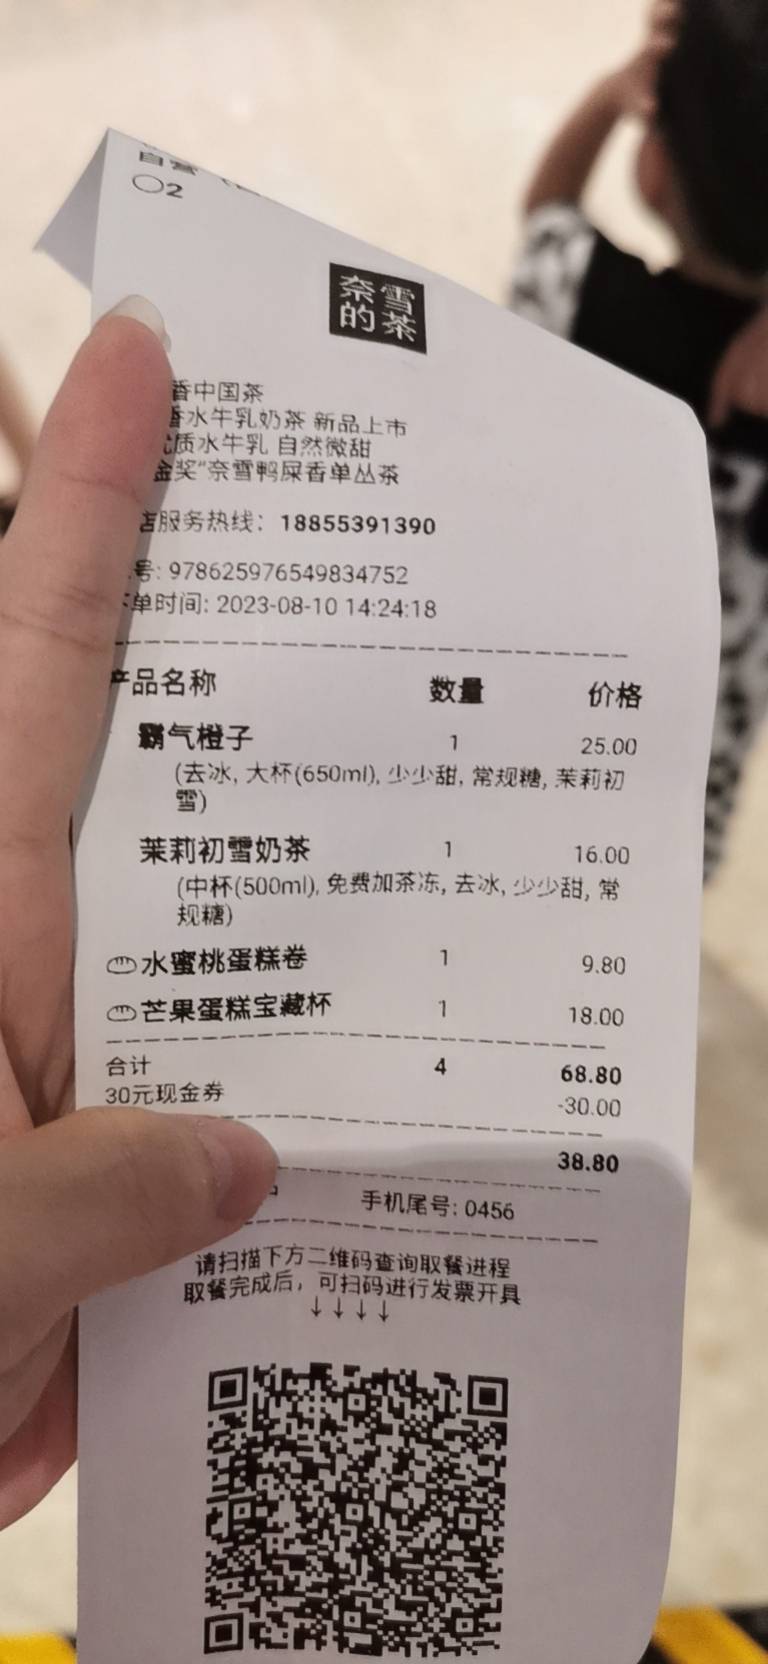 自营
2
奈雪
的茶
香中国茶
香水牛乳奶茶 新品上市
优质水牛乳 自然微甜
金奖“奈雪鸭屎香单丛茶
店服务热线：18855391390
号: 978625976549834752
下单时间: 2023-08-10 14:24:18
产品名称 数量 价格
霸气橙子 1 25.00
(去冰, 大杯(650ml), 少少甜, 常规糖, 茉莉初
雪)
茉莉初雪奶茶 1 16.00
(中杯(500ml), 免费加茶冻, 去冰, 少少甜, 常
规糖)
水蜜桃蛋糕卷 1 9.80
芒果蛋糕宝藏杯 1 18.00
合计 4 68.80
30元现金券 -30.00
38.80
手机尾号: 0456
请扫描下方二维码查询取餐进程
取餐完成后，可扫码进行发票开具
↓↓↓↓